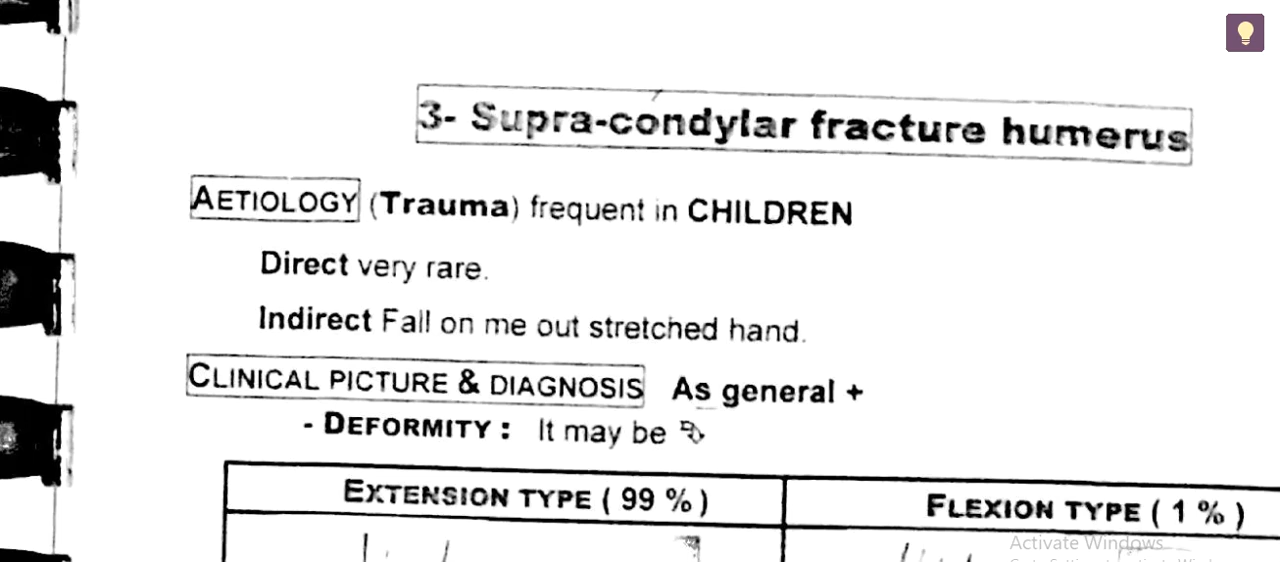 3- Supra-condylar fracture humerus
AETIOLOGY (Trauma) frequent in CHILDREN
Direct very rare.
Indirect Fall on me out stretched hand.
CLINICAL PICTURE & DIAGNOSIS As general +
- DEFORMITY : It may be
EXTENSION TYPE ( 99 % )
FLEXION TYPE ( 1 % )
Activate Windows